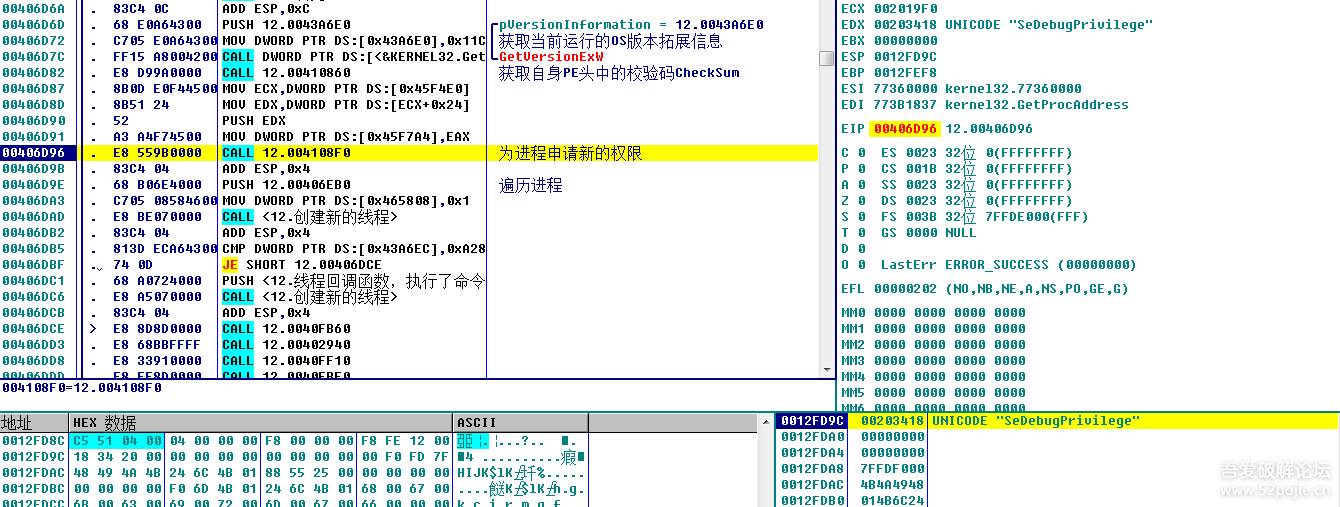 00406D6A . 83C4 0C ADD ESP,0xC
00406D6D . 68 E0A64300 PUSH 12.0043A6E0 pVersionInformation = 12.0043A6E0
00406D72 . C705 E0A64300 MOV DWORD PTR DS:[0x43A6E0],0x11C 获取当前运行的OS版本拓展信息
00406D7C . FF15 A8004200 CALL DWORD PTR DS:[<&KERNEL32.Get GetVersionExW
00406D82 . E8 D99A0000 CALL 12.00410860 获取自身PE头中的校验码CheckSum
00406D87 . 8B0D E0F44500 MOV ECX,DWORD PTR DS:[0x45F4E0]
00406D8D . 8B51 24 MOV EDX,DWORD PTR DS:[ECX+0x24]
00406D90 . 52 PUSH EDX
00406D91 . A3 A4F74500 MOV DWORD PTR DS:[0x45F7A4],EAX
00406D96 . E8 559B0000 CALL 12.004108F0 为进程申请新的权限
00406D9B . 83C4 04 ADD ESP,0x4
00406D9E . 68 B06E4000 PUSH 12.00406EB0 遍历进程
00406DA3 . C705 08584600 MOV DWORD PTR DS:[0x465808],0x1
00406DAD . E8 BE070000 CALL <12.创建新的线程>
00406DB2 . 83C4 04 ADD ESP,0x4
00406DB5 . 813D ECA64300 CMP DWORD PTR DS:[0x43A6EC],0xA28
00406DBF . 74 0D JE SHORT 12.00406DCE
00406DC1 . 68 A0724000 PUSH <12.线程回调函数，执行了命令
00406DC6 . E8 A5070000 CALL <12.创建新的线程>
00406DCB . 83C4 04 ADD ESP,0x4
00406DCE > E8 8D8D0000 CALL 12.0040FB60
00406DD3 . E8 68BBFFFF CALL 12.00402940
00406DD8 . E8 33910000 CALL 12.0040FF10
004108F0=12.004108F0
ECX 002019F0
EDX 00203418 UNICODE "SeDebugPrivilege"
EBX 00000000
ESP 0012FD9C
EBP 0012FEF8
ESI 77360000 kernel32.77360000
EDI 773B1837 kernel32.GetProcAddress
EIP 00406D96 12.00406D96
C 0 ES 0023 32位 0(FFFFFFFF)
P 0 CS 001B 32位 0(FFFFFFFF)
A 0 SS 0023 32位 0(FFFFFFFF)
Z 0 DS 0023 32位 0(FFFFFFFF)
S 0 FS 003B 32位 7FFDE000(FFF)
T 0 GS 0000 NULL
D 0
O 0 LastErr ERROR_SUCCESS (00000000)
EFL 00000202 (NO,NB,NE,A,NS,PO,GE,G)
MM0 0000 0000 0000 0000
MM1 0000 0000 0000 0000
MM2 0000 0000 0000 0000
MM3 0000 0000 0000 0000
MM4 0000 0000 0000 0000
MM5 0000 0000 0000 0000
MM6 0000 0000 0000 0000
地址 HEX 数据 ASCII
0012FD8C C5 51 04 00 04 00 00 00 F8 00 00 00 F8 FE 12 00
0012FD9C 18 34 20 00 00 00 00 00 00 00 00 00 00 F0 FD 7F
0012FDAC 48 49 4A 4B 24 6C 4B 01 88 55 25 00 00 00 00 00
0012FDBC 00 00 00 00 F0 6D 4B 01 24 6C 4B 01 68 00 67 00
0012FD9C 00203418 UNICODE "SeDebugPrivilege"
0012FDA0 00000000
0012FDA4 00000000
0012FDA8 7FFDF000
0012FDAC 4B4A4948
0012FDB0 014B6C24
吾爱破解论坛
www.52pojie.cn